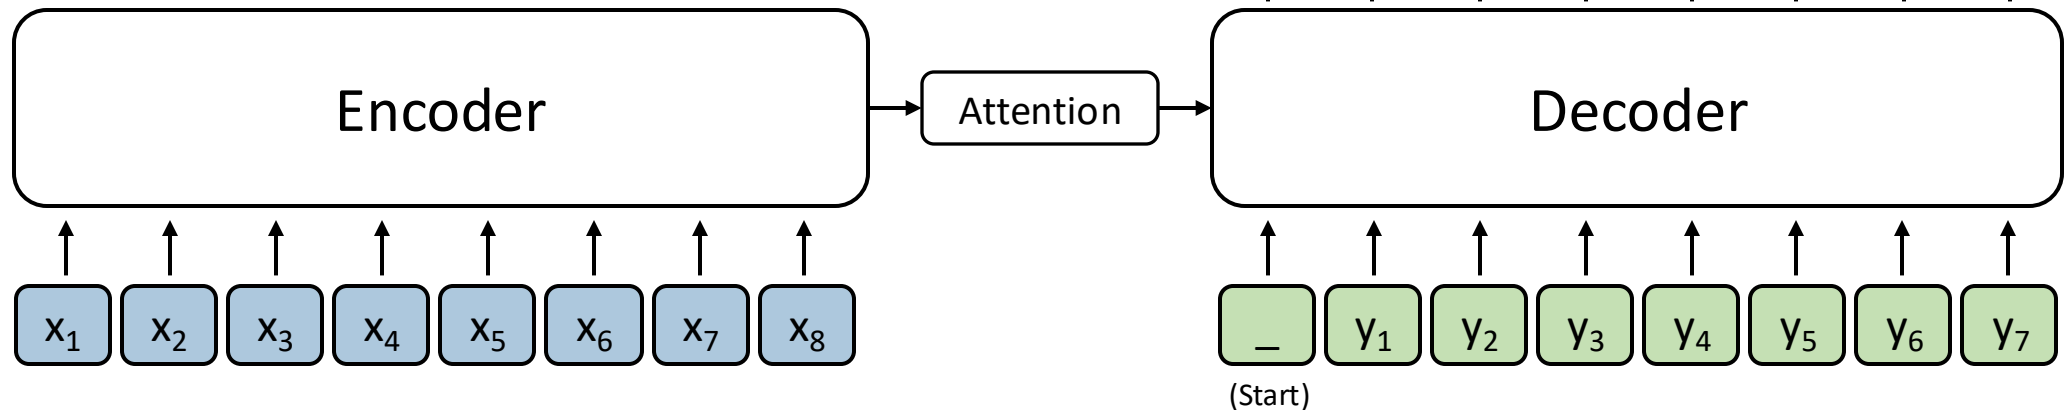 Encoder
Attention
Decoder
x₁ x₂ x₃ x₄ x₅ x₆ x₇ x₈
_ y₁ y₂ y₃ y₄ y₅ y₆ y₇
(Start)